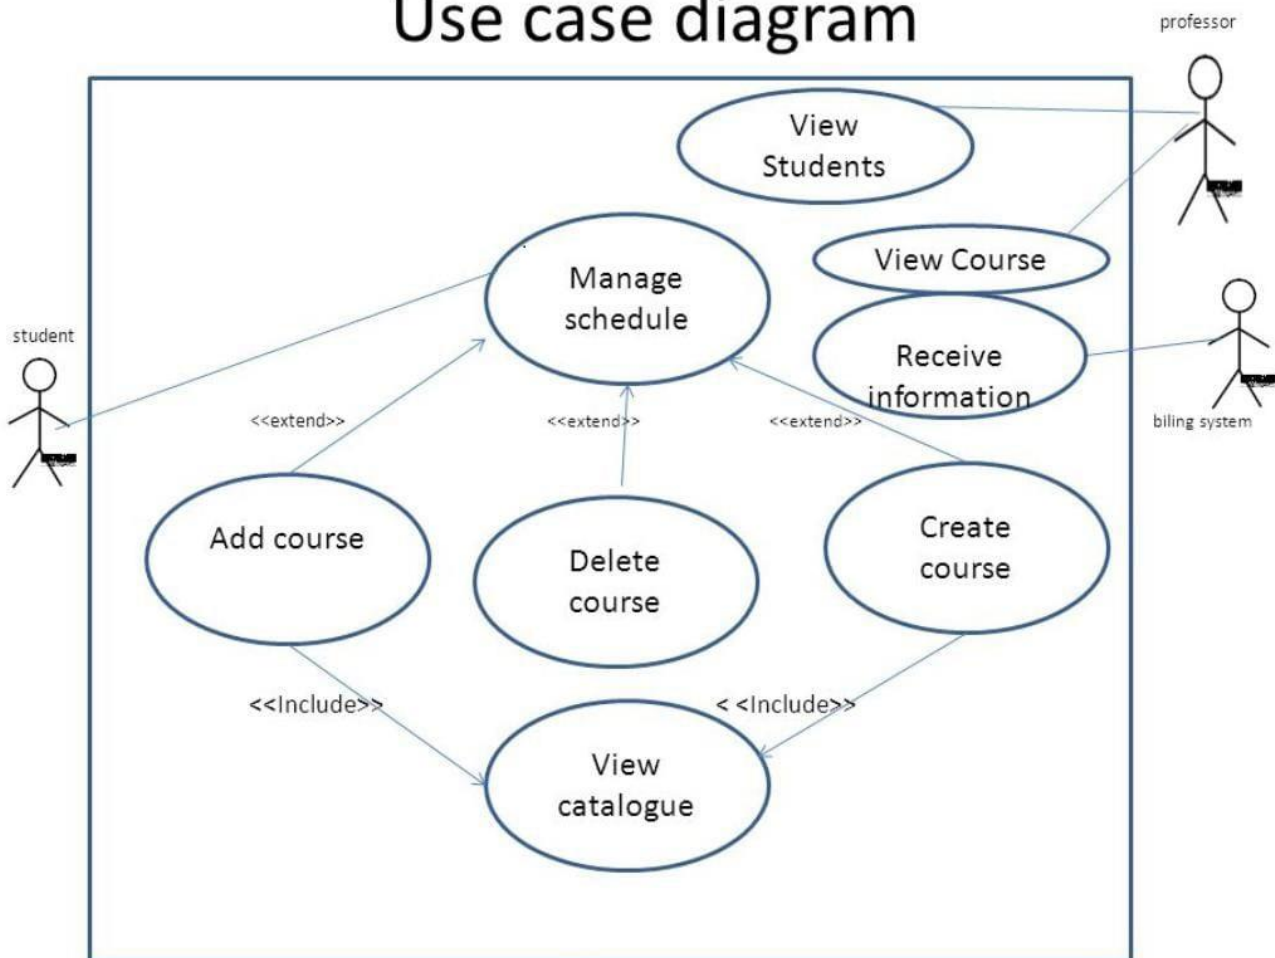 Use case diagram
professor
View
Students
View Course
Manage
schedule
Receive
information
student
biling system
<<extend>>
<<extend>>
<<extend>>
Add course
Delete
course
Create
course
<<Include>>
< <Include>>
View
catalogue